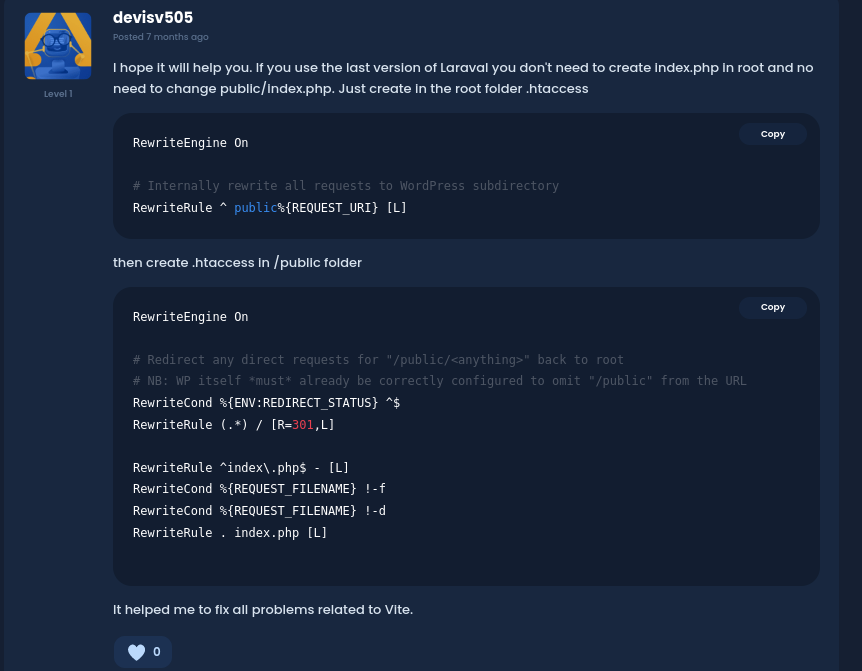 devisv505
Posted 7 months ago
Level 1
I hope it will help you. If you use the last version of Laraval you don't need to create index.php in root and no
need to change public/index.php. Just create in the root folder .htaccess
Copy
RewriteEngine On
# Internally rewrite all requests to WordPress subdirectory
RewriteRule ^ public%{REQUEST_URI} [L]
then create .htaccess in /public folder
Copy
RewriteEngine On
# Redirect any direct requests for "/public/<anything>" back to root
# NB: WP itself *must* already be correctly configured to omit "/public" from the URL
RewriteCond %{ENV:REDIRECT_STATUS} ^$
RewriteRule (.*) / [R=301,L]
RewriteRule ^index\.php$ - [L]
RewriteCond %{REQUEST_FILENAME} !-f
RewriteCond %{REQUEST_FILENAME} !-d
RewriteRule . index.php [L]
It helped me to fix all problems related to Vite.
0